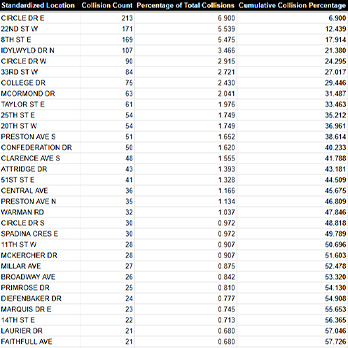 Standardized Location Collision Count Percentage of Total Collisions Cumulative Collision Percentage
CIRCLE DR E 213 6.900 6.900
22ND ST W 171 5.539 12.439
8TH ST E 169 5.475 17.914
IDYLWYLD DR N 107 3.466 21.380
CIRCLE DR W 90 2.915 24.295
33RD ST W 84 2.721 27.017
COLLEGE DR 75 2.430 29.446
MCORMOND DR 63 2.041 31.487
TAYLOR ST E 61 1.976 33.463
25TH ST E 54 1.749 35.212
20TH ST W 54 1.749 36.961
PRESTON AVE S 51 1.652 38.614
CONFEDERATION DR 50 1.620 40.233
CLARENCE AVE S 48 1.555 41.788
ATTRIDGE DR 43 1.393 43.181
51ST ST E 41 1.328 44.509
CENTRAL AVE 36 1.166 45.675
PRESTON AVE N 35 1.134 46.809
WARMAN RD 32 1.037 47.846
CIRCLE DR S 30 0.972 48.818
SPADINA CRES E 30 0.972 49.789
11TH ST W 28 0.907 50.696
MCKERCHER DR 28 0.907 51.603
MILLAR AVE 27 0.875 52.478
BROADWAY AVE 26 0.842 53.320
PRIMROSE DR 25 0.810 54.130
DIEFENBAKER DR 24 0.777 54.908
MARQUIS DR E 23 0.745 55.653
14TH ST E 22 0.713 56.365
LAURIER DR 21 0.680 57.046
FAITHFULL AVE 21 0.680 57.726